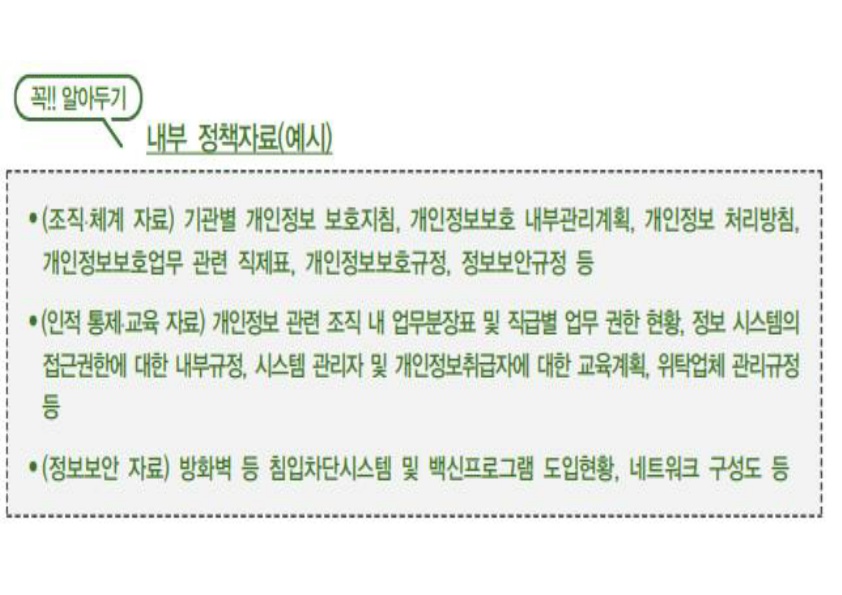 꼭!! 알아두기
내부 정책자료(예시)
• (조직·체계 자료) 기관별 개인정보 보호지침, 개인정보보호 내부관리계획, 개인정보 처리방침,
개인정보보호업무 관련 직제표, 개인정보보호규정, 정보보안규정 등
• (인적 통제·교육 자료) 개인정보 관련 조직 내 업무분장표 및 직급별 업무 권한 현황, 정보 시스템의
접근권한에 대한 내부규정, 시스템 관리자 및 개인정보취급자에 대한 교육계획, 위탁업체 관리규정
등
• (정보보안 자료) 방화벽 등 침입차단시스템 및 백신프로그램 도입현황, 네트워크 구성도 등